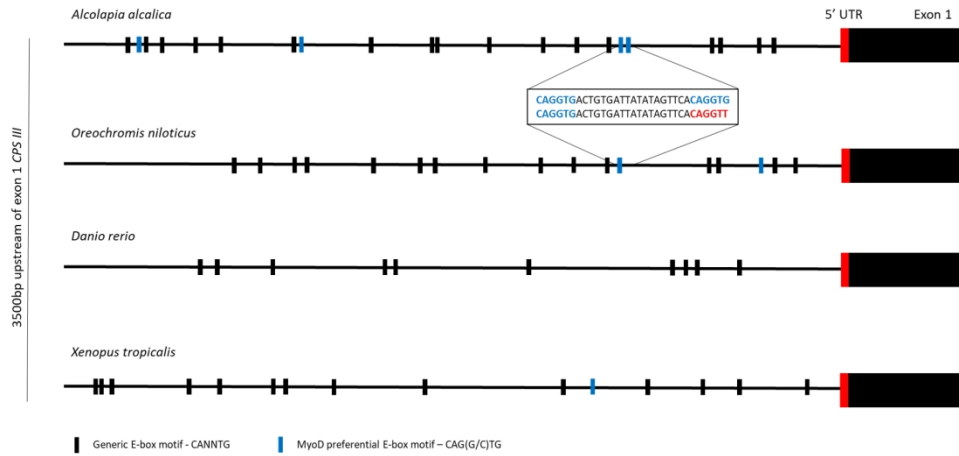 Alcolapia alcalica
5' UTR
Exon 1
CAGGTGACTGTGATTATATAGTTCACAGGTG
CAGGTGACTGTGATTATATAGTTCACAGGTT
Oreochromis niloticus
3500bp upstream of exon 1 CPS III
Danio rerio
Xenopus tropicalis
Generic E-box motif - CANNTG
MyoD preferential E-box motif – CAG(G/C)TG